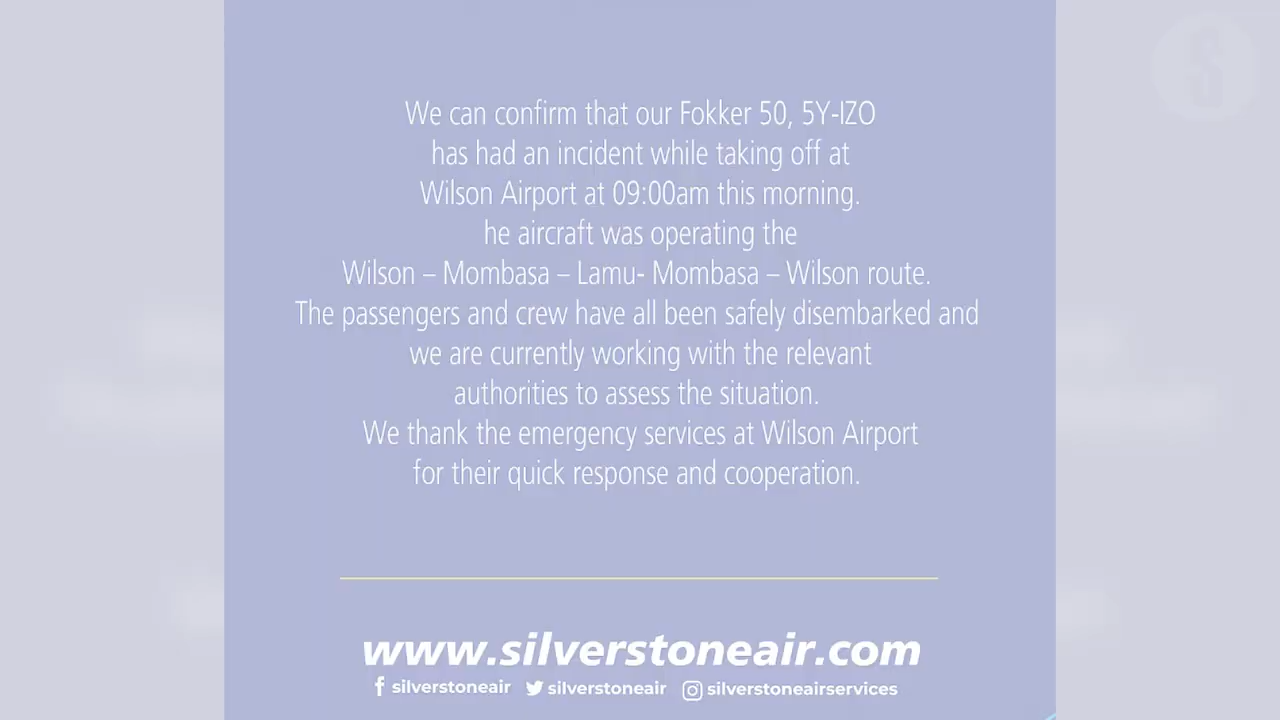 We can confirm that our Fokker 50, 5Y-IZO
has had an incident while taking off at
Wilson Airport at 09:00am this morning.
he aircraft was operating the
Wilson – Mombasa – Lamu- Mombasa – Wilson route.
The passengers and crew have all been safely disembarked and
we are currently working with the relevant
authorities to assess the situation.
We thank the emergency services at Wilson Airport
for their quick response and cooperation.
www.silverstoneair.com
silverstoneair silverstoneair silverstoneairservices
S